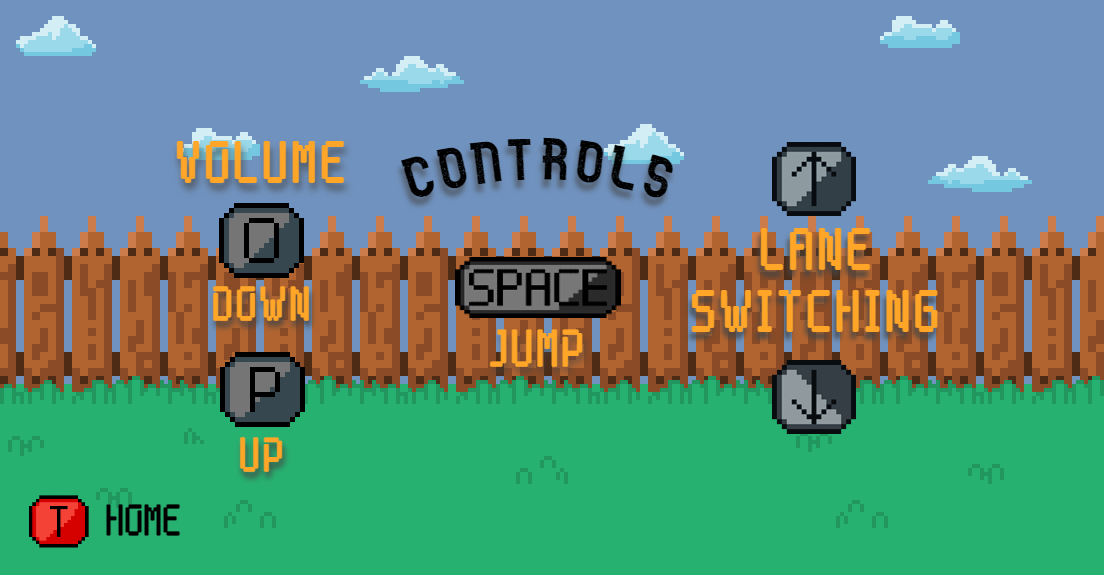 CONTROLS
VOLUME
O
DOWN
P
UP
SPACE
JUMP
↑
LANE
SWITCHING
↓
T HOME